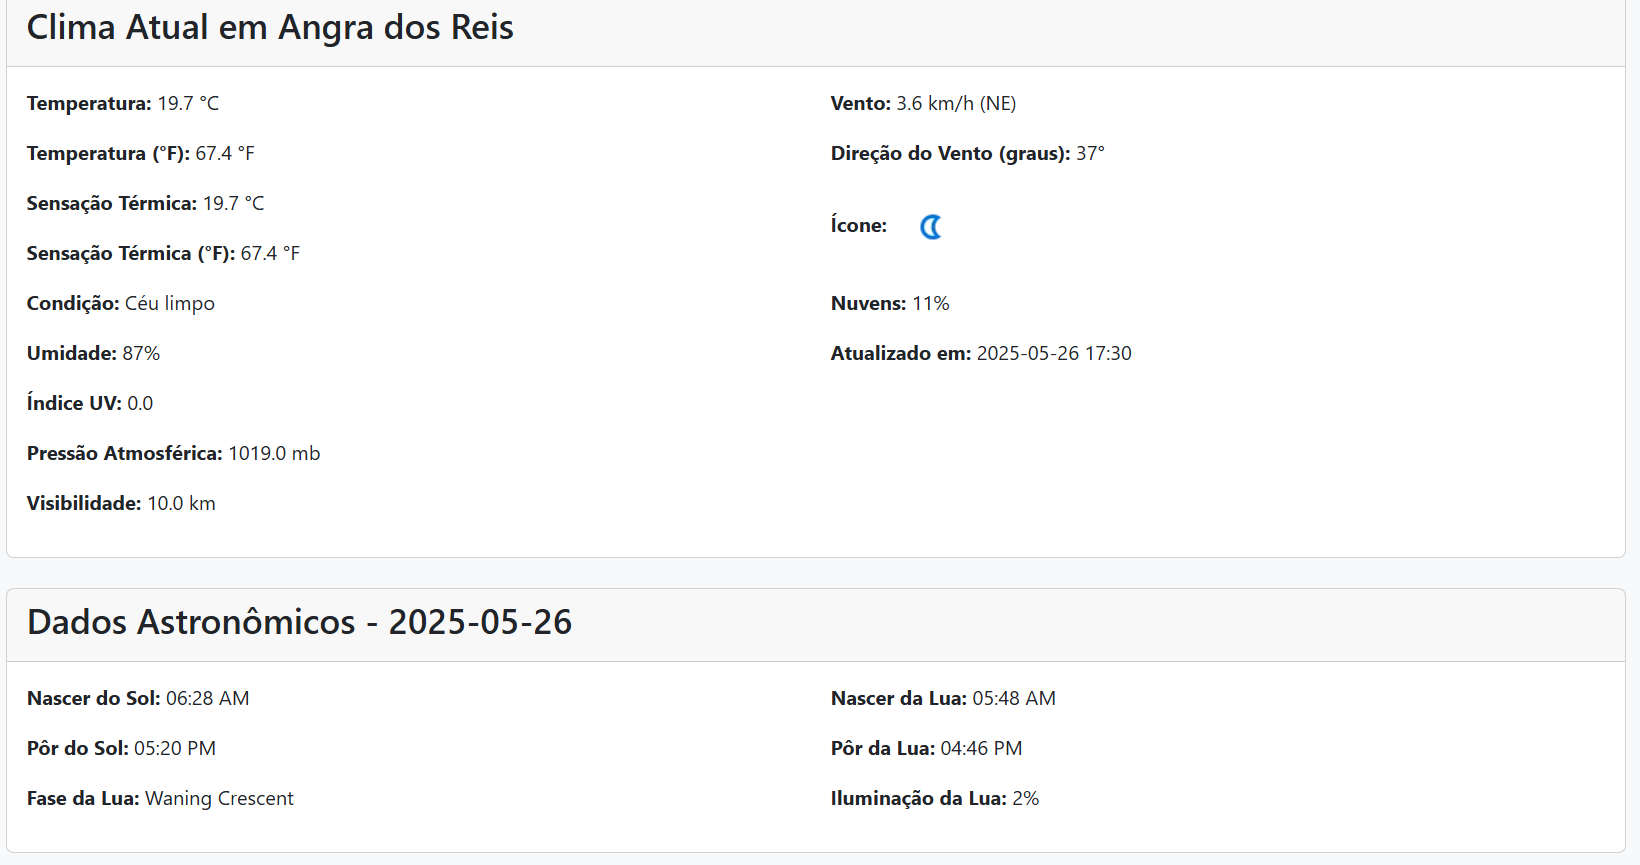 Clima Atual em Angra dos Reis
Temperatura: 19.7 °C
Temperatura (°F): 67.4 °F
Sensação Térmica: 19.7 °C
Sensação Térmica (°F): 67.4 °F
Condição: Céu limpo
Umidade: 87%
Índice UV: 0.0
Pressão Atmosférica: 1019.0 mb
Visibilidade: 10.0 km
Vento: 3.6 km/h (NE)
Direção do Vento (graus): 37°
Ícone:
Nuvens: 11%
Atualizado em: 2025-05-26 17:30
Dados Astronômicos - 2025-05-26
Nascer do Sol: 06:28 AM
Pôr do Sol: 05:20 PM
Fase da Lua: Waning Crescent
Nascer da Lua: 05:48 AM
Pôr da Lua: 04:46 PM
Iluminação da Lua: 2%